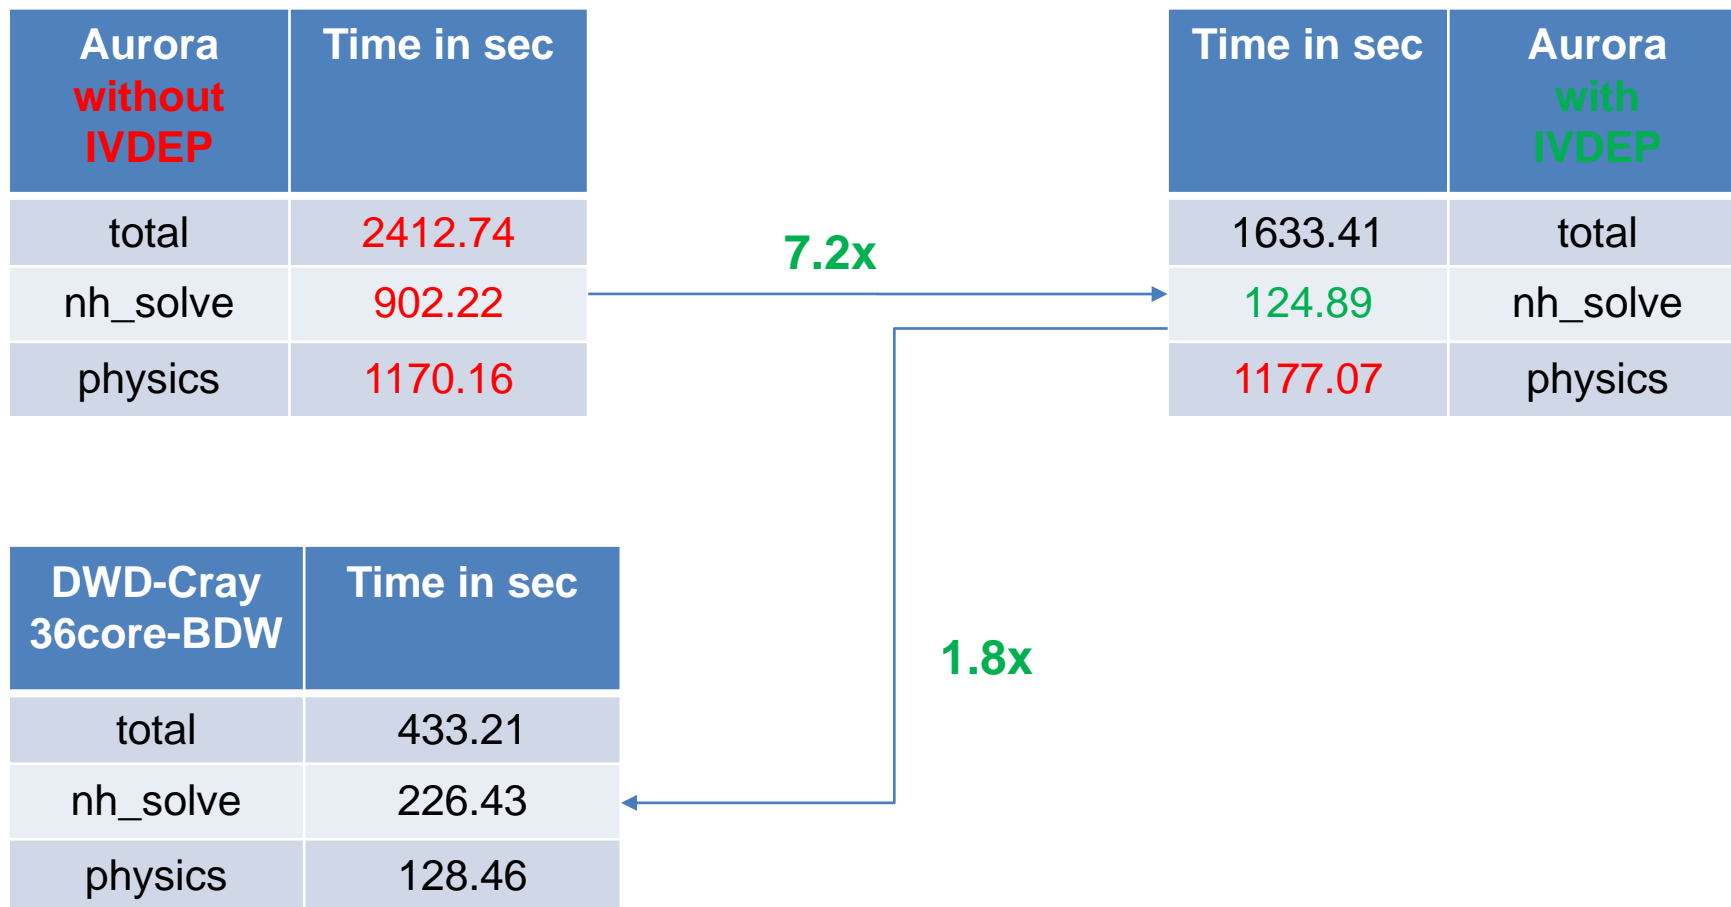 Aurora
without
IVDEP
Time in sec
total
2412.74
nh_solve
902.22
physics
1170.16
7.2x
Time in sec
Aurora
with
IVDEP
1633.41
total
124.89
nh_solve
1177.07
physics
1.8x
DWD-Cray
36core-BDW
Time in sec
total
433.21
nh_solve
226.43
physics
128.46